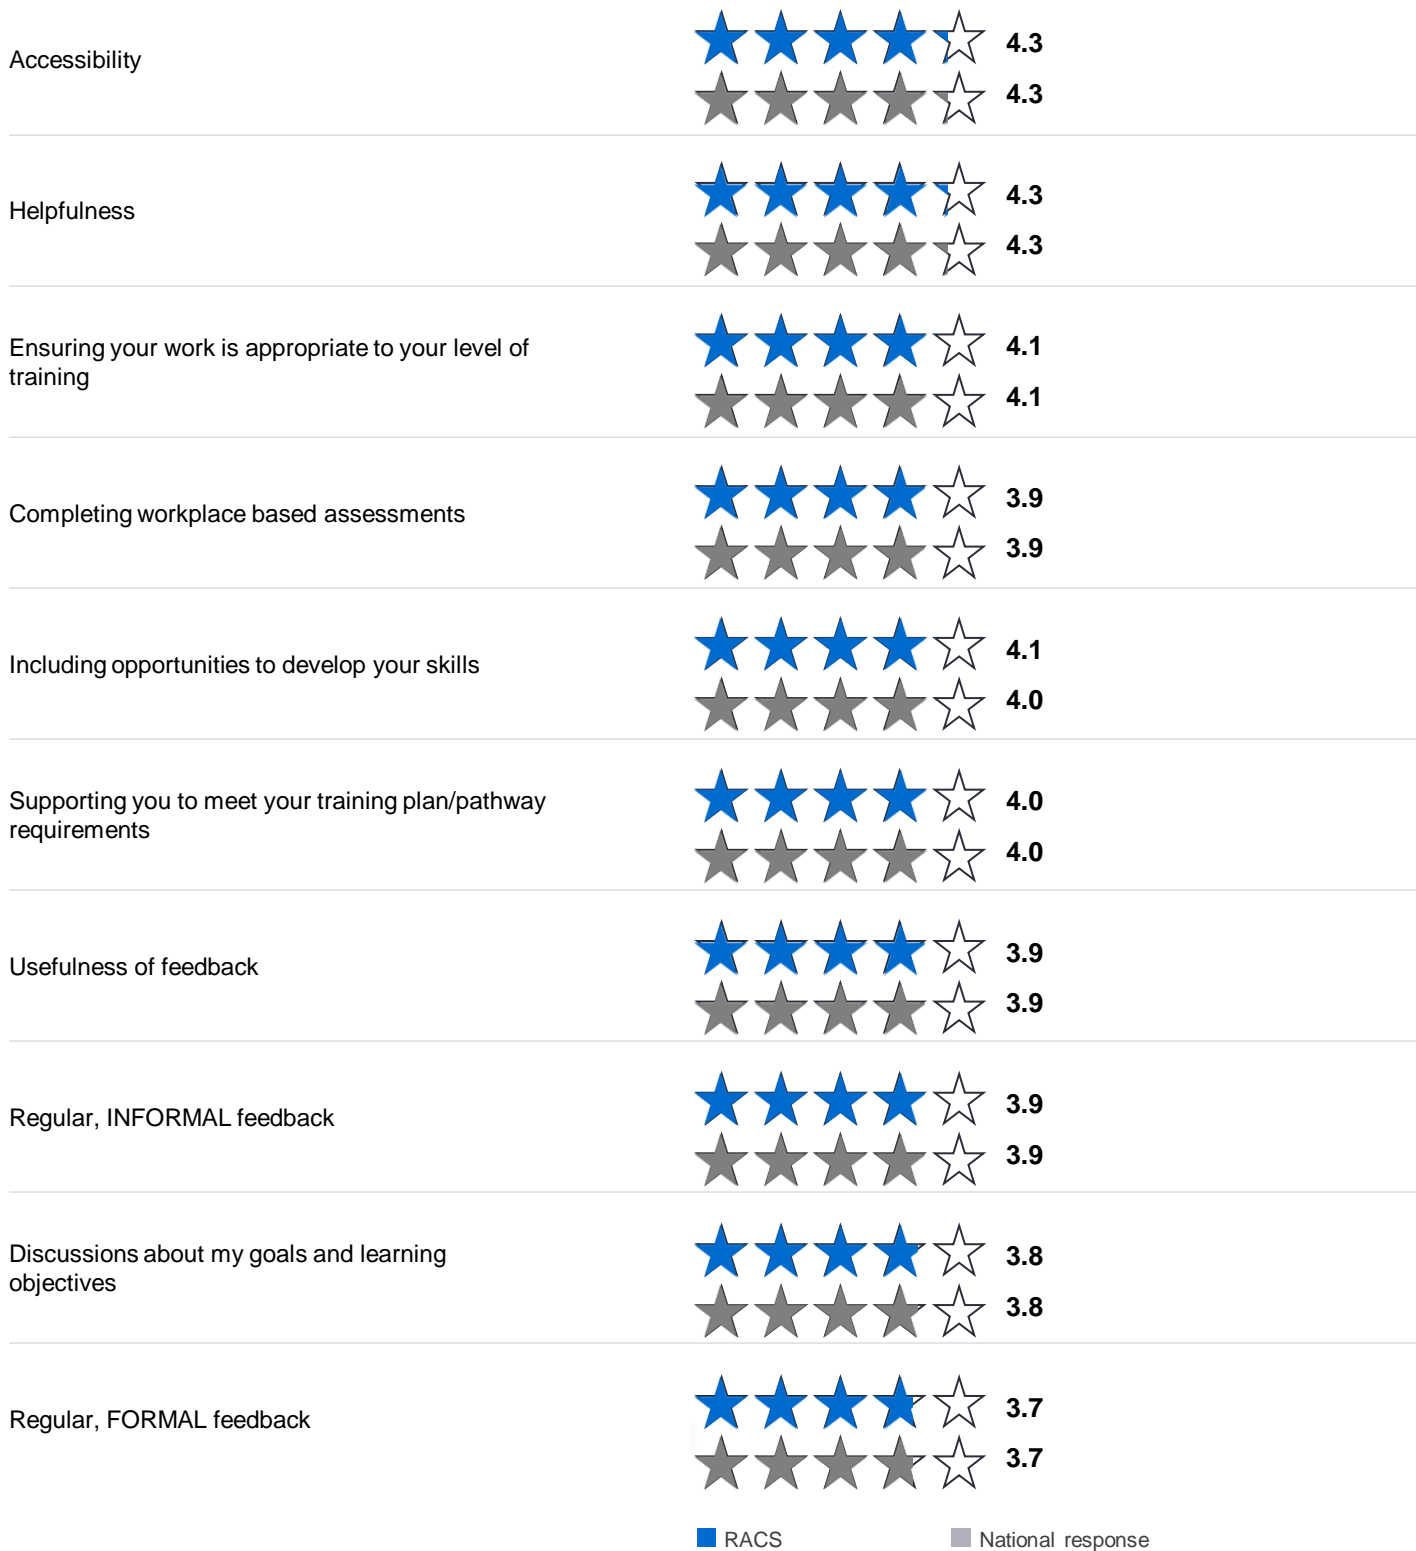 Accessibility
4.3
4.3
Helpfulness
4.3
4.3
Ensuring your work is appropriate to your level of
training
4.1
4.1
Completing workplace based assessments
3.9
3.9
Including opportunities to develop your skills
4.1
4.0
Supporting you to meet your training plan/pathway
requirements
4.0
4.0
Usefulness of feedback
3.9
3.9
Regular, INFORMAL feedback
3.9
3.9
Discussions about my goals and learning
objectives
3.8
3.8
Regular, FORMAL feedback
3.7
3.7
RACS National response